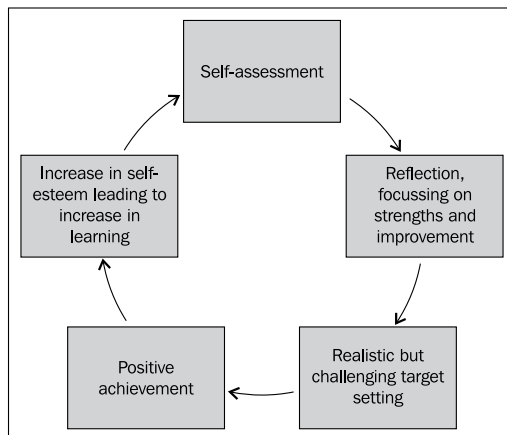 Self-assessment
Reflection,
focussing on
strengths and
improvement
Realistic but
challenging target
setting
Positive
achievement
Increase in self-
esteem leading to
increase in
learning